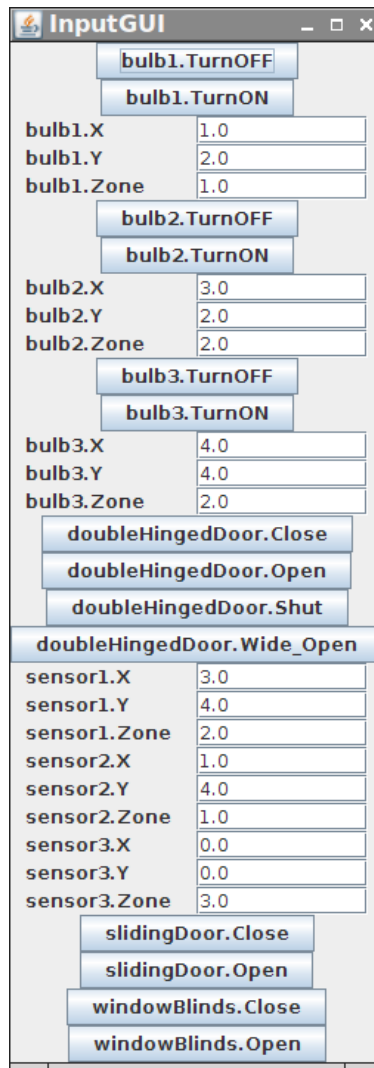 InputGUI
bulb1.TurnOFF
bulb1.TurnON
bulb1.X 1.0
bulb1.Y 2.0
bulb1.Zone 1.0
bulb2.TurnOFF
bulb2.TurnON
bulb2.X 3.0
bulb2.Y 2.0
bulb2.Zone 2.0
bulb3.TurnOFF
bulb3.TurnON
bulb3.X 4.0
bulb3.Y 4.0
bulb3.Zone 2.0
doubleHingedDoor.Close
doubleHingedDoor.Open
doubleHingedDoor.Shut
doubleHingedDoor.Wide_Open
sensor1.X 3.0
sensor1.Y 4.0
sensor1.Zone 2.0
sensor2.X 1.0
sensor2.Y 4.0
sensor2.Zone 1.0
sensor3.X 0.0
sensor3.Y 0.0
sensor3.Zone 3.0
slidingDoor.Close
slidingDoor.Open
windowBlinds.Close
windowBlinds.Open